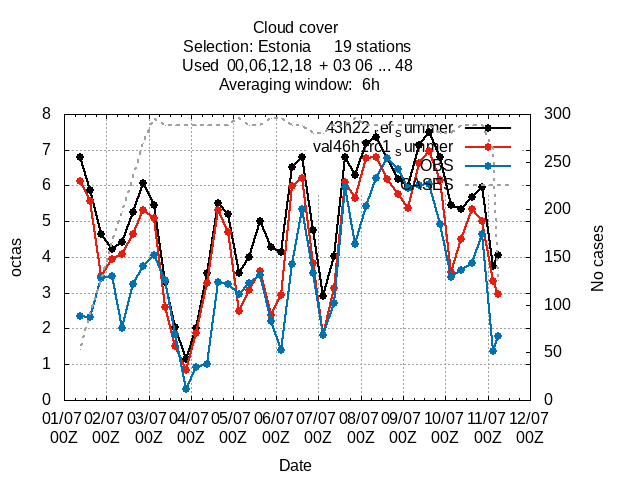 Cloud cover
Selection: Estonia 19 stations
Used 00,06,12,18 + 03 06 ... 48
Averaging window: 6h
8 300
7 250
6
5 200
4 150
3
2 100
1 50
0 0
octas
No cases
OBS
CASES
01/07 02/07 03/07 04/07 05/07 06/07 07/07 08/07 09/07 10/07 11/07 12/07
00Z 00Z 00Z 00Z 00Z 00Z 00Z 00Z 00Z 00Z 00Z 00Z
Date